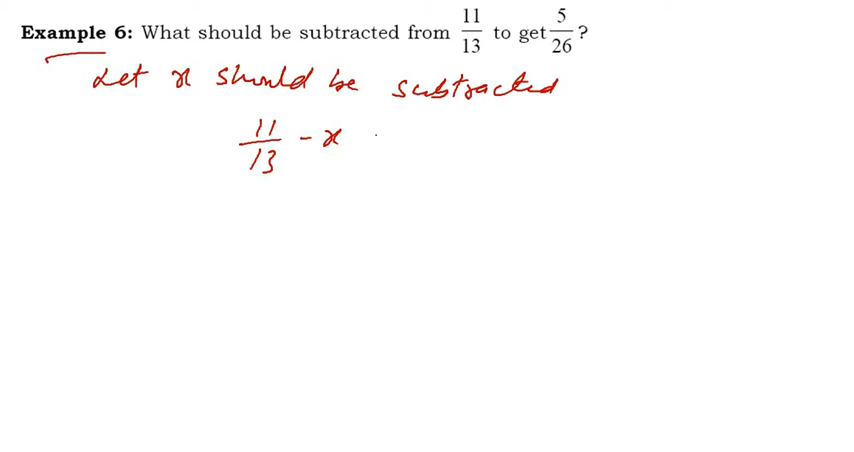 Example 6: What should be subtracted from 11/13 to get 5/26?
Let x should be subtracted
11/13 - x